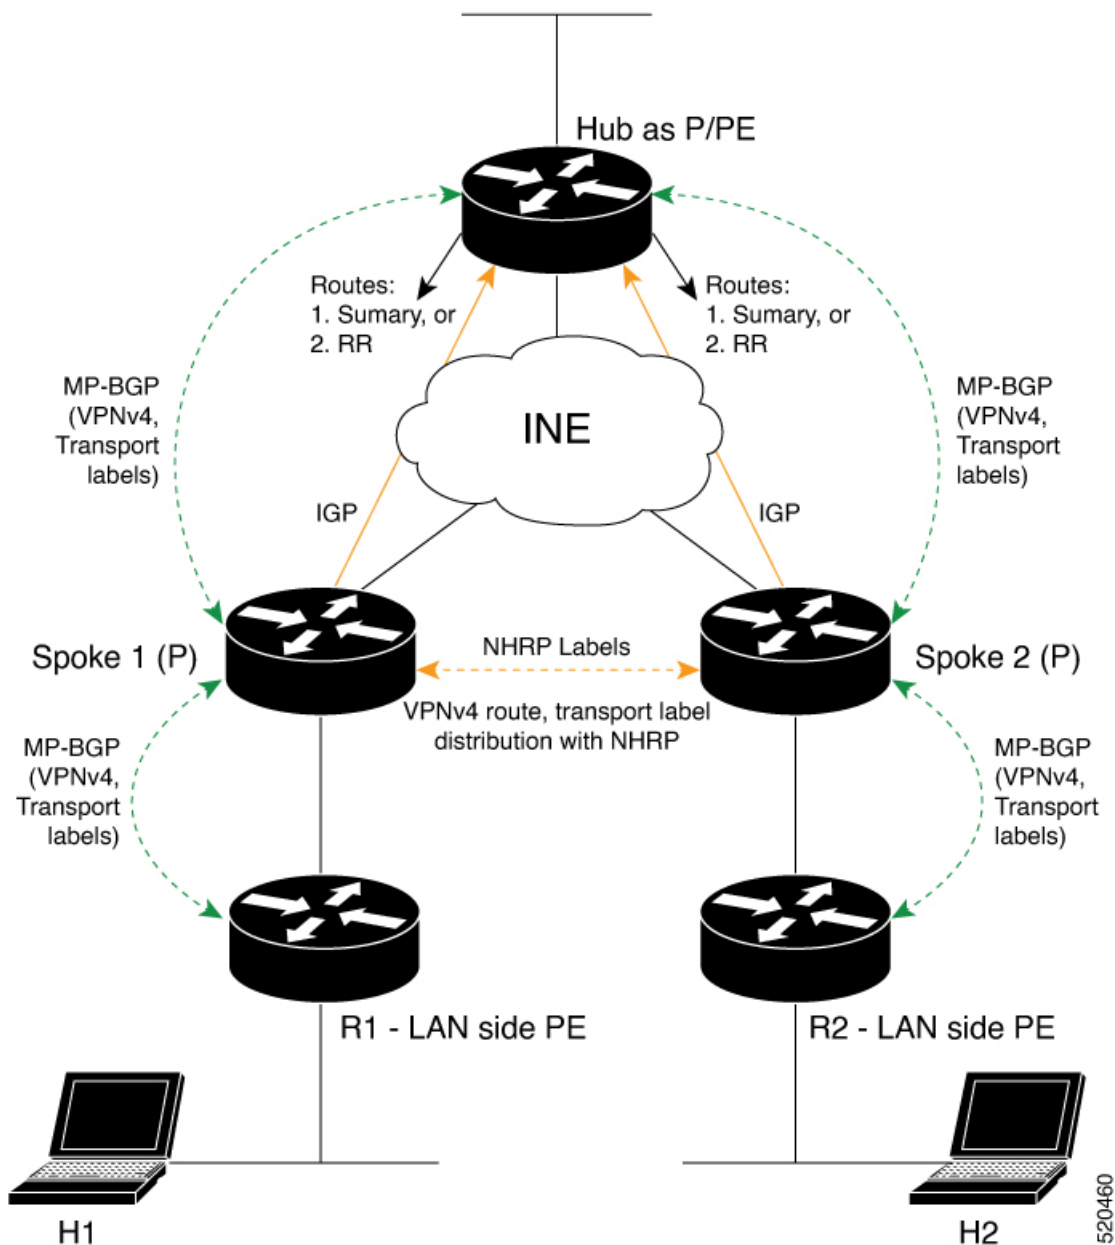 Hub as P/PE
Routes:
1. Sumary, or
2. RR
Routes:
1. Sumary, or
2. RR
MP-BGP
(VPNv4,
Transport
labels)
INE
MP-BGP
(VPNv4,
Transport
labels)
IGP
IGP
Spoke 1 (P)
NHRP Labels
Spoke 2 (P)
VPNv4 route, transport label
distribution with NHRP
MP-BGP
(VPNv4,
Transport
labels)
MP-BGP
(VPNv4,
Transport
labels)
R1 - LAN side PE
R2 - LAN side PE
H1
H2
520460